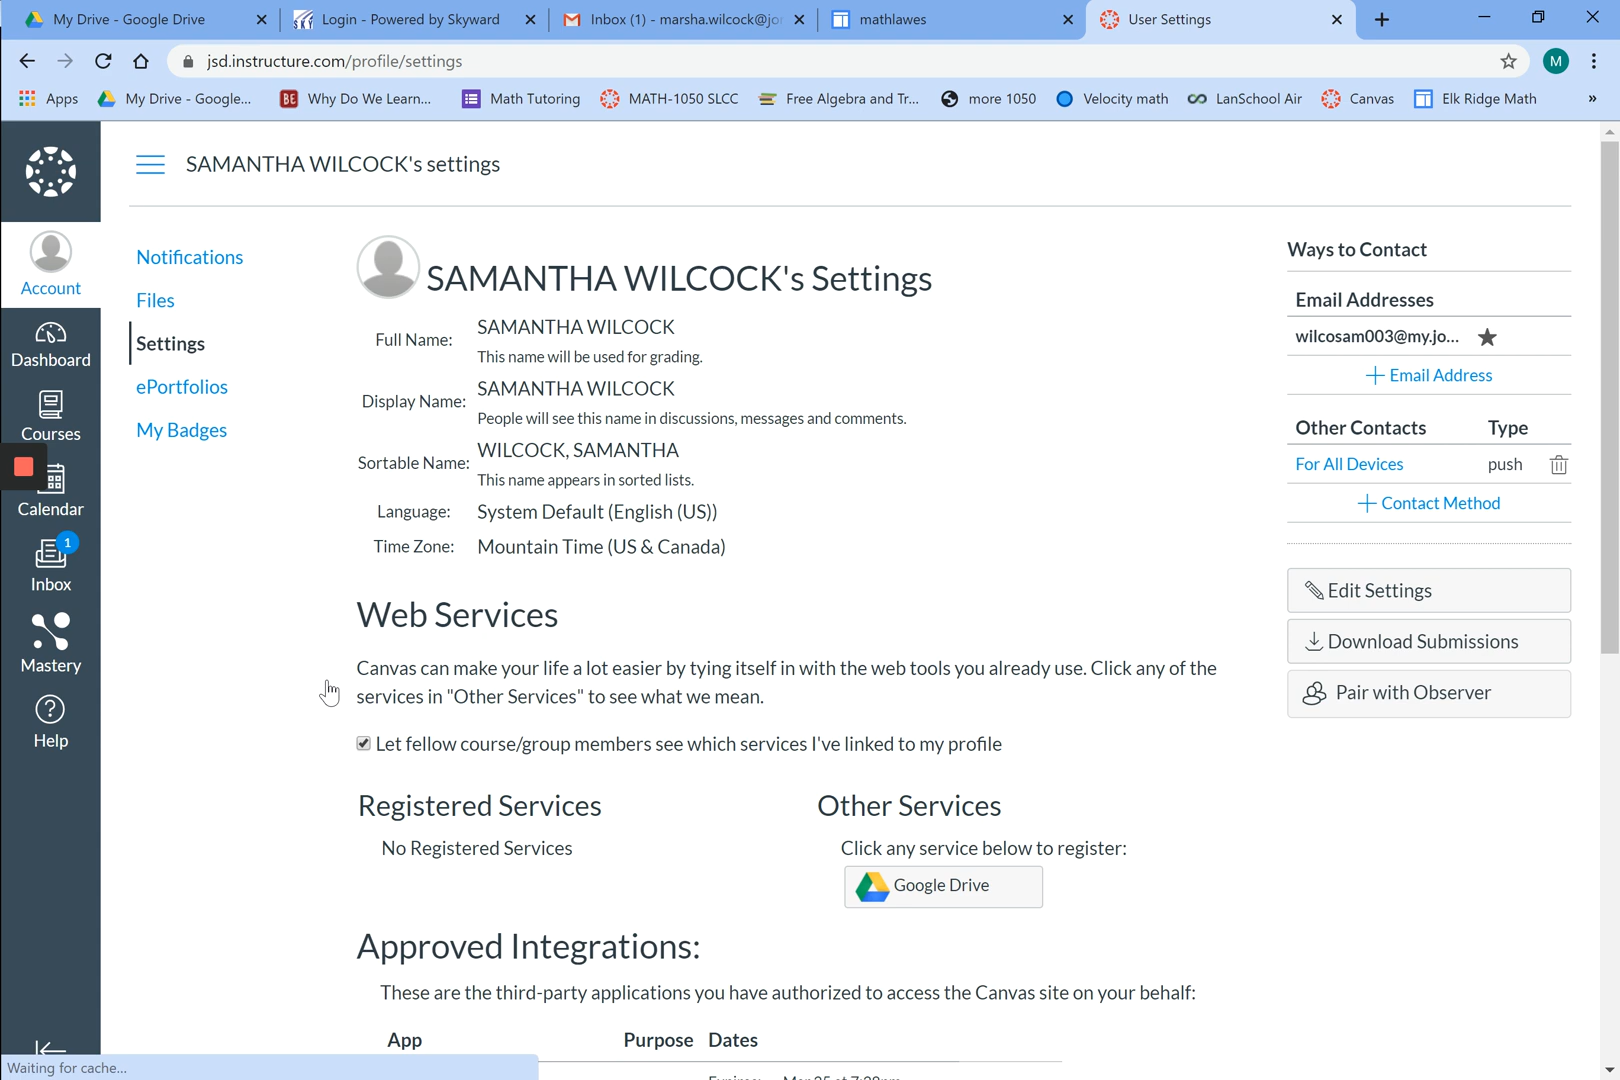 My Drive - Google Drive
Login - Powered by Skyward
Inbox (1) - marsha.wilcock@jor
mathlawes
User Settings
jsd.instructure.com/profile/settings
M
Apps
My Drive - Google...
BE
Why Do We Learn...
Math Tutoring
MATH-1050 SLCC
Free Algebra and Tr...
more 1050
Velocity math
LanSchool Air
Canvas
Elk Ridge Math
»
SAMANTHA WILCOCK's settings
Account
Dashboard
Courses
Calendar
1
Inbox
Mastery
Help
Notifications
Files
Settings
ePortfolios
My Badges
SAMANTHA WILCOCK's Settings
Full Name:
SAMANTHA WILCOCK
This name will be used for grading.
Display Name:
SAMANTHA WILCOCK
People will see this name in discussions, messages and comments.
Sortable Name:
WILCOCK, SAMANTHA
This name appears in sorted lists.
Language:
System Default (English (US))
Time Zone:
Mountain Time (US & Canada)
Web Services
Canvas can make your life a lot easier by tying itself in with the web tools you already use. Click any of the
services in "Other Services" to see what we mean.
Let fellow course/group members see which services I've linked to my profile
Registered Services
No Registered Services
Other Services
Click any service below to register:
Google Drive
Approved Integrations:
These are the third-party applications you have authorized to access the Canvas site on your behalf:
App
Purpose
Dates
Ways to Contact
Email Addresses
wilcosam003@my.jo... ★
+ Email Address
Other Contacts
Type
For All Devices
push
+ Contact Method
Edit Settings
Download Submissions
Pair with Observer
Waiting for cache...